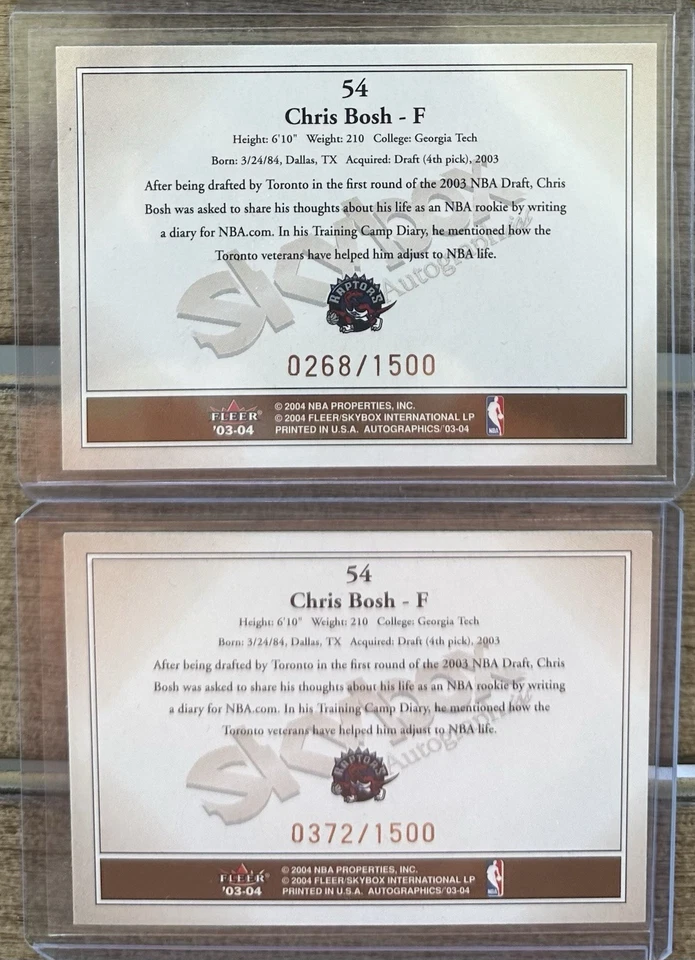 54
Chris Bosh - F
Height: 6'10" Weight: 210 College: Georgia Tech
Born: 3/24/84, Dallas, TX Acquired: Draft (4th pick), 2003
After being drafted by Toronto in the first round of the 2003 NBA Draft, Chris
Bosh was asked to share his thoughts about his life as an NBA rookie by writing
a diary for NBA.com. In his Training Camp Diary, he mentioned how the
Toronto veterans have helped him adjust to NBA life.
skybox
Autographics
RAPTORS
0268/1500
FLEER
'03-04
© 2004 NBA PROPERTIES, INC.
© 2004 FLEER/SKYBOX INTERNATIONAL LP
PRINTED IN U.S.A. AUTOGRAPHICS/'03-04
NBA
54
Chris Bosh - F
Height: 6'10" Weight: 210 College: Georgia Tech
Born: 3/24/84, Dallas, TX Acquired: Draft (4th pick), 2003
After being drafted by Toronto in the first round of the 2003 NBA Draft, Chris
Bosh was asked to share his thoughts about his life as an NBA rookie by writing
a diary for NBA.com. In his Training Camp Diary, he mentioned how the
Toronto veterans have helped him adjust to NBA life.
skybox
Autographics
RAPTORS
0372/1500
FLEER
'03-04
© 2004 NBA PROPERTIES, INC.
© 2004 FLEER/SKYBOX INTERNATIONAL LP
PRINTED IN U.S.A. AUTOGRAPHICS/'03-04
NBA